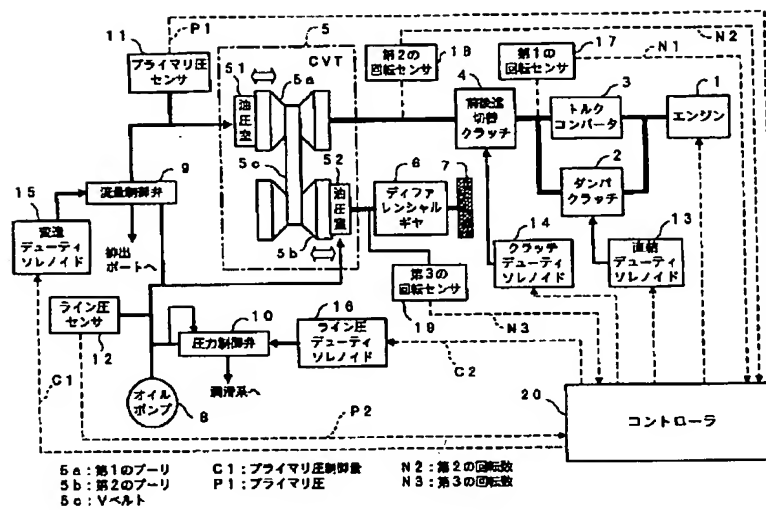 P1
N2
11
プライマリ圧
センサ
5
CVT
51
5a
油圧室
第2の
回転センサ
18
第1の
回転センサ
17
N1
4
前後進
切替
クラッチ
3
トルク
コンバータ
1
エンジン
2
ダンパ
クラッチ
9
流量制御弁
15
変速
デューティ
ソレノイド
排出
ポートへ
5c
52
油圧室
5b
6
ディファ
レンシャル
ギヤ
7
14
クラッチ
デューティ
ソレノイド
13
直結
デューティ
ソレノイド
第3の
回転センサ
19
N3
ライン圧
センサ
12
10
圧力制御弁
潤滑系へ
16
ライン圧
デューティ
ソレノイド
C2
C1
オイル
ポンプ
8
P2
20
コントローラ
5a:第1のプーリ
5b:第2のプーリ
5c:Vベルト
C1:プライマリ圧制御量
P1:プライマリ圧
N2:第2の回転数
N3:第3の回転数